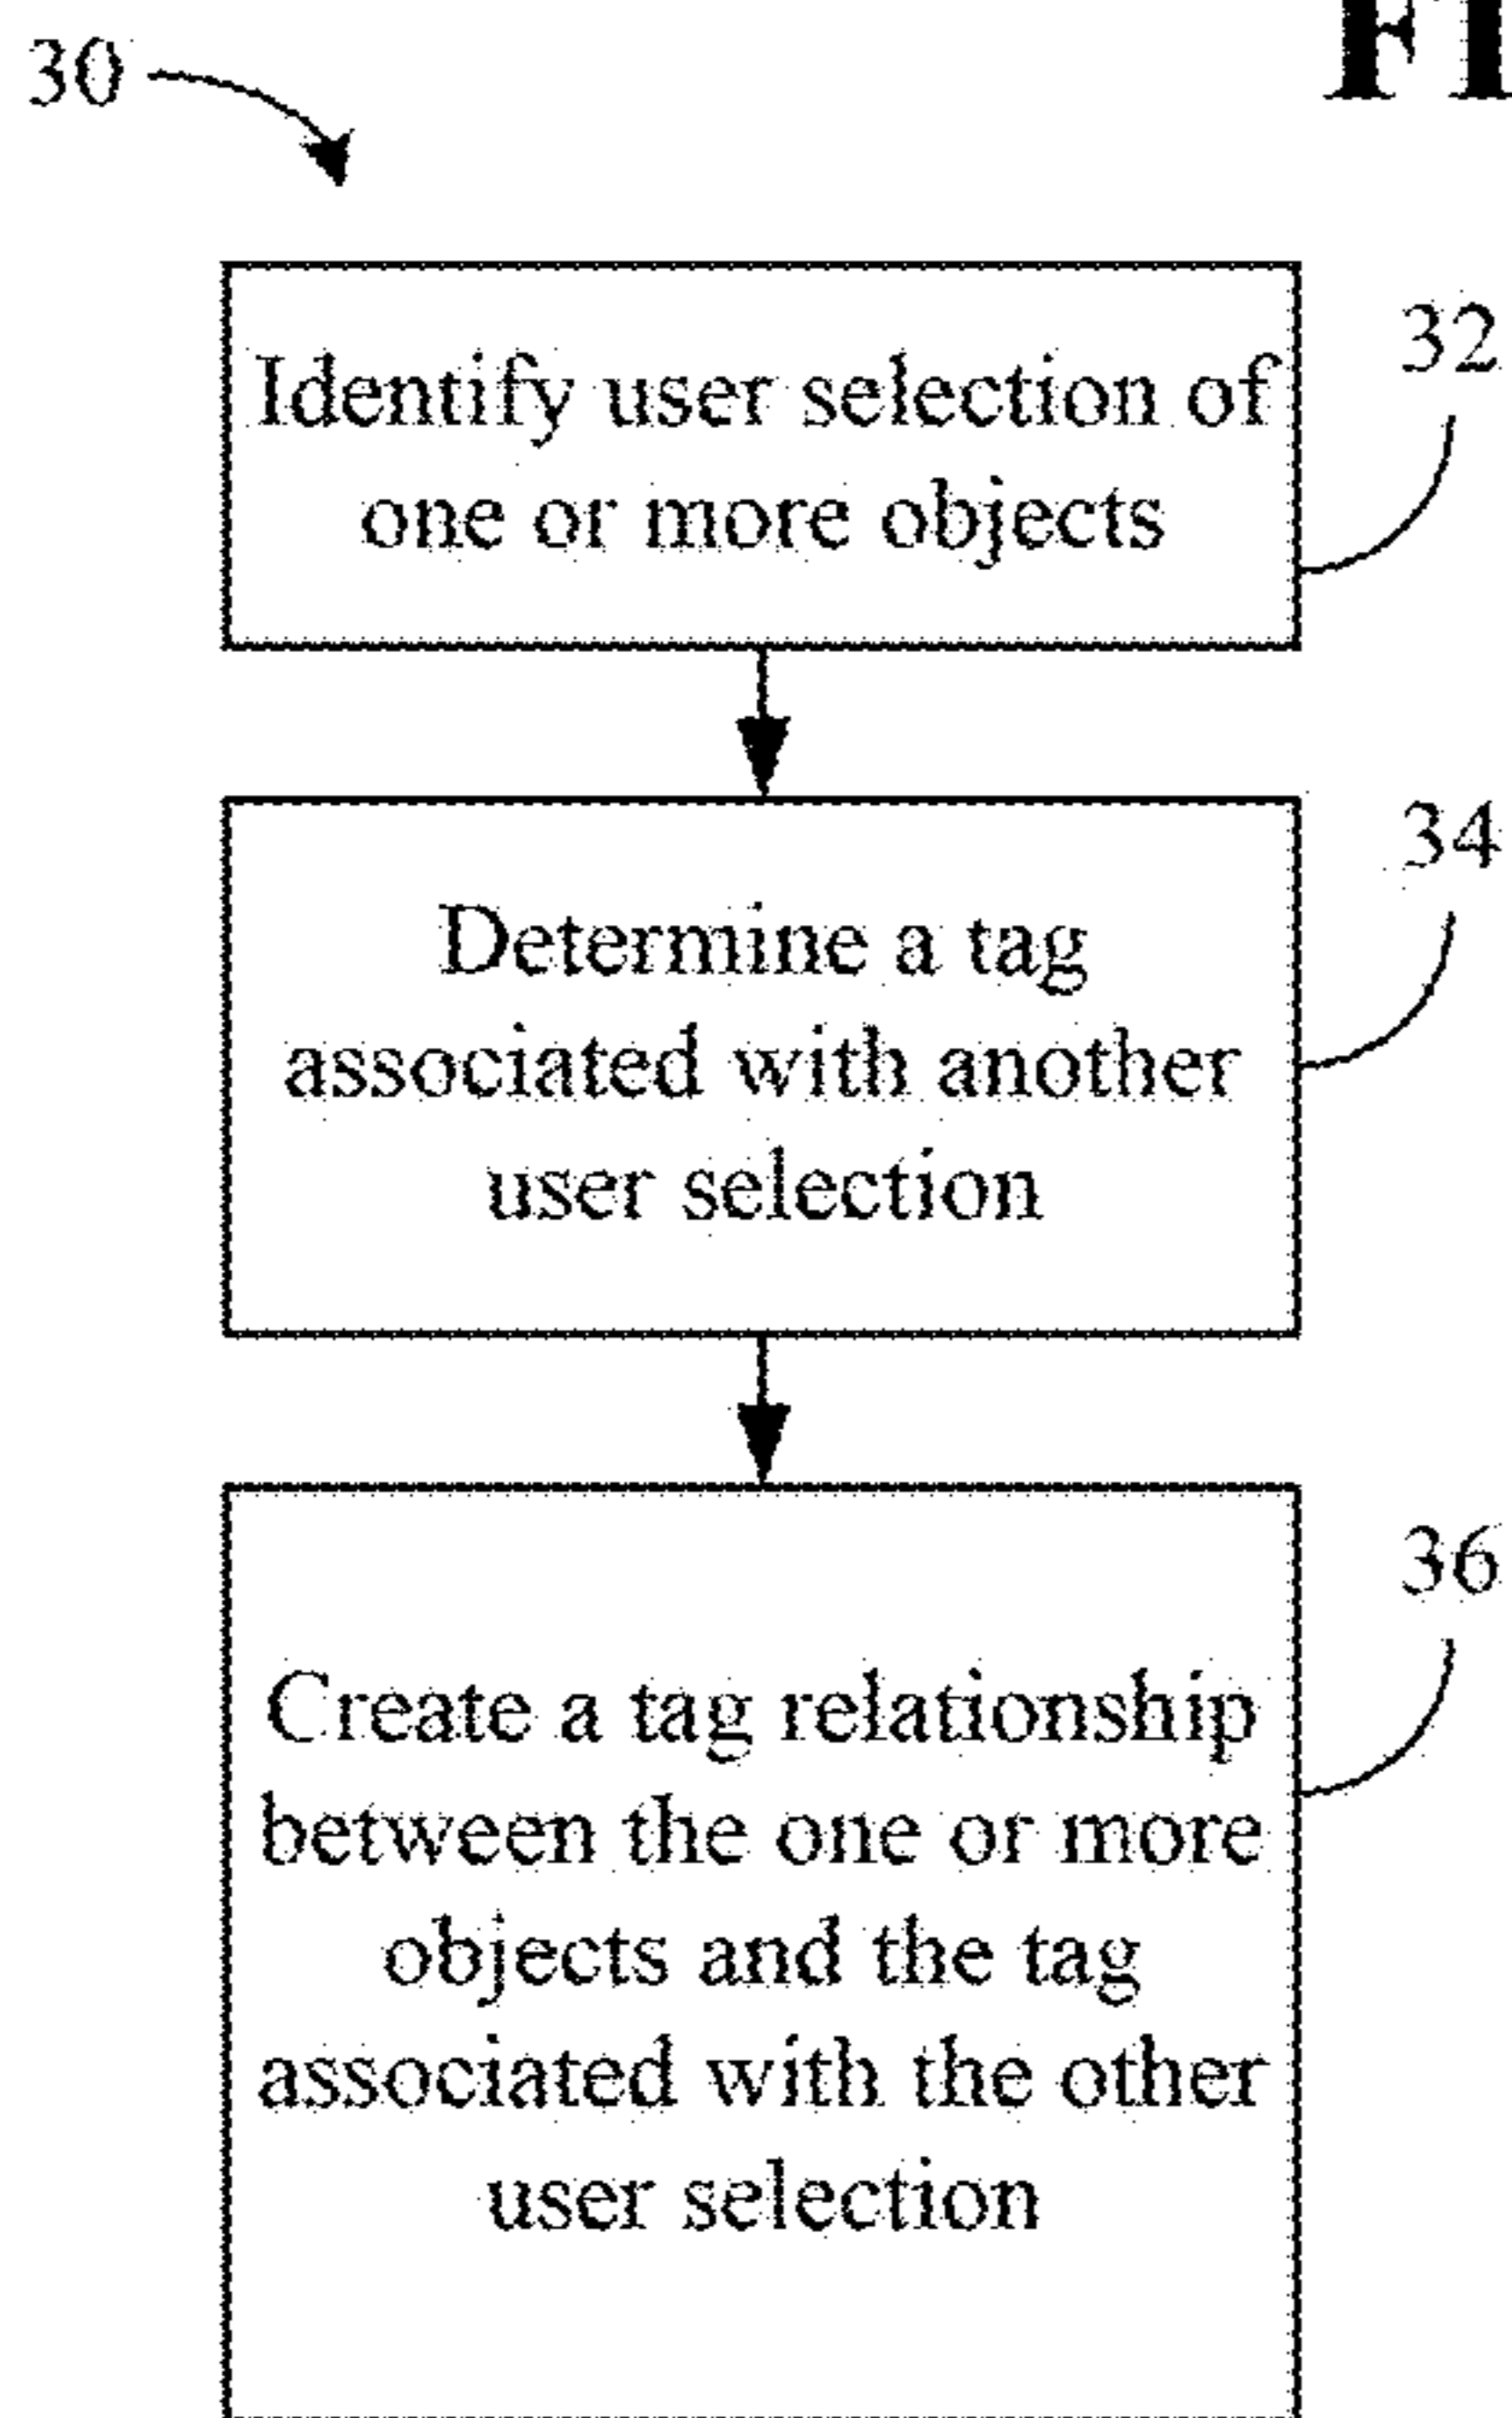 30
Identify user selection of
one or more objects
32
Determine a tag
associated with another
user selection
34
Create a tag relationship
between the one or more
objects and the tag
associated with the other
user selection
36